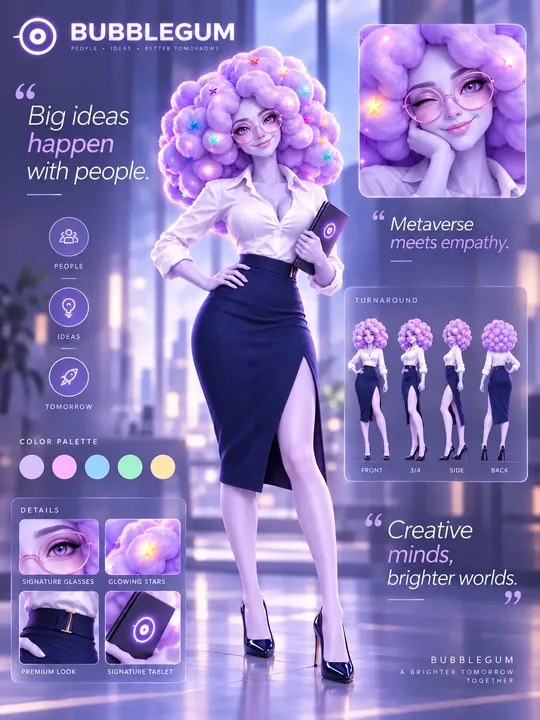 BUBBLEGUM
PEOPLE • IDEAS • BETTER TOMORROWS
“Big ideas
happen
with people.
PEOPLE
IDEAS
TOMORROW
COLOR PALETTE
DETAILS
SIGNATURE GLASSES
GLOWING STARS
PREMIUM LOOK
SIGNATURE TABLET
“Metaverse
meets empathy.
TURNAROUND
FRONT
3/4
SIDE
BACK
“Creative
minds,
brighter worlds.”
BUBBLEGUM
A BRIGHTER TOMORROW
TOGETHER